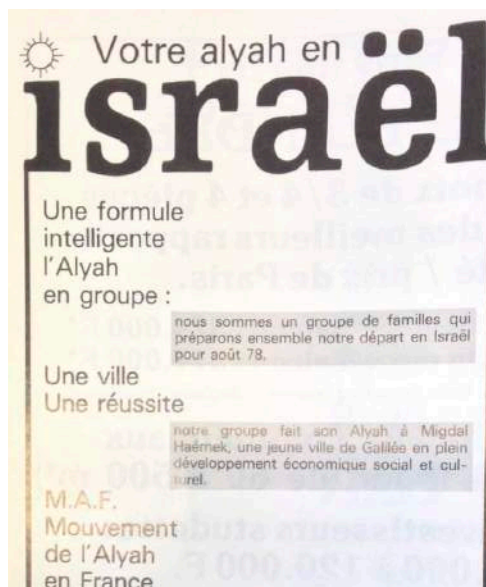 Votre alyah en
israël
Une formule
intelligente
l'Alyah
en groupe :
nous sommes un groupe de familles qui
préparons ensemble notre départ en Israël
pour août 78.
Une ville
Une réussite
notre groupe fait son Alyah à Migdal
Haémek, une jeune ville de Galilée en plein
développement économique social et cul-
turel.
M.A.F.
Mouvement
de l'Alyah
en France